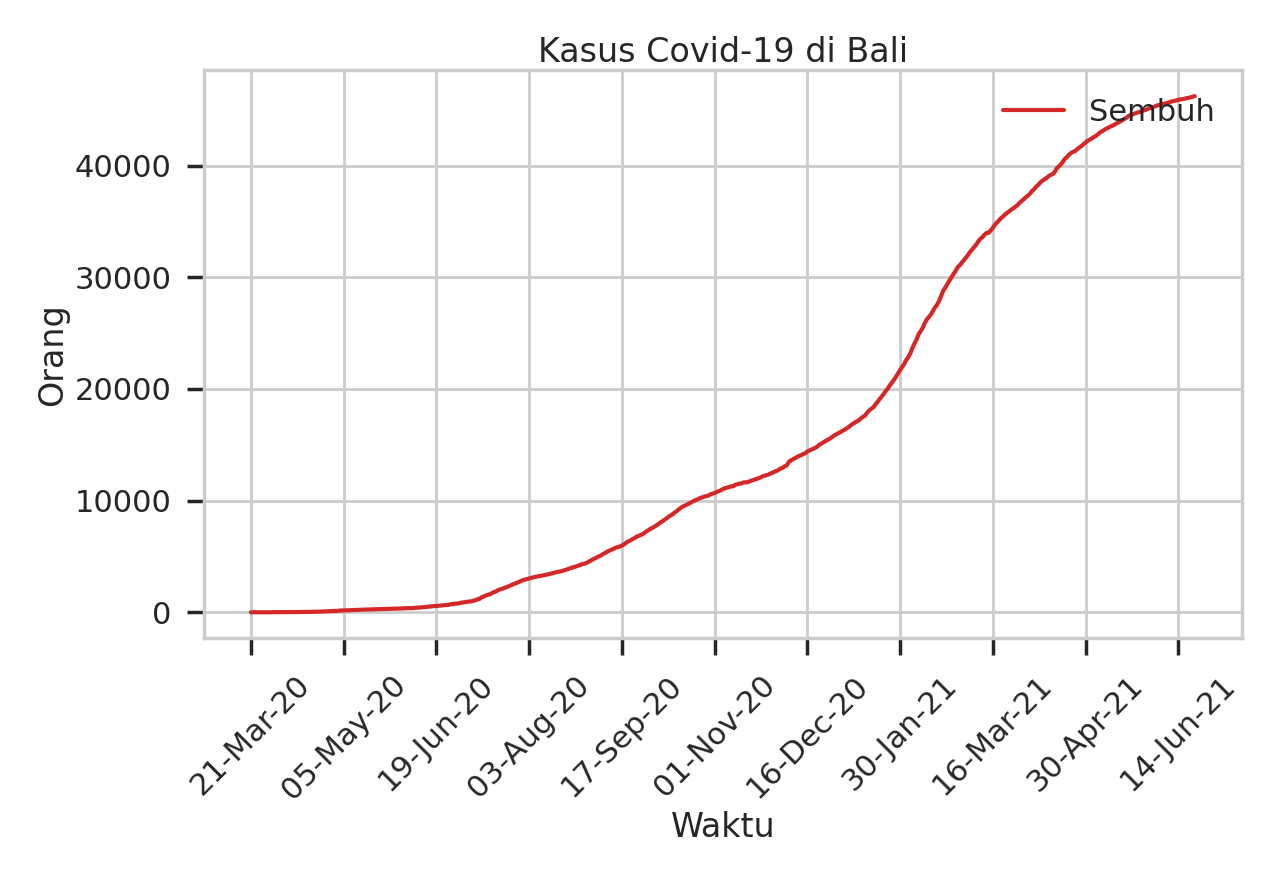 Kasus Covid-19 di Bali
Sembuh
40000
30000
20000
10000
0
Orang
21-Mar-20
05-May-20
19-Jun-20
03-Aug-20
17-Sep-20
01-Nov-20
16-Dec-20
30-Jan-21
16-Mar-21
30-Apr-21
14-Jun-21
Waktu